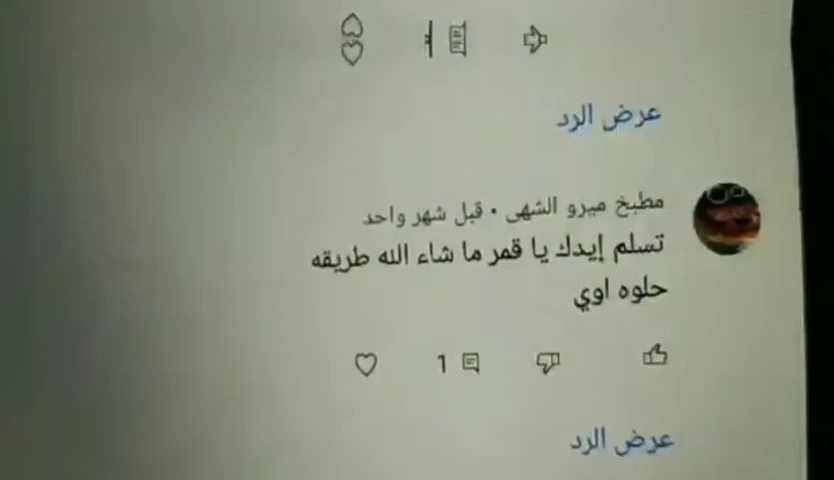 عرض الرد
مطبخ ميرو الشهى • قبل شهر واحد
تسلم إيدك يا قمر ما شاء الله طريقه
حلوه اوي
1
عرض الرد